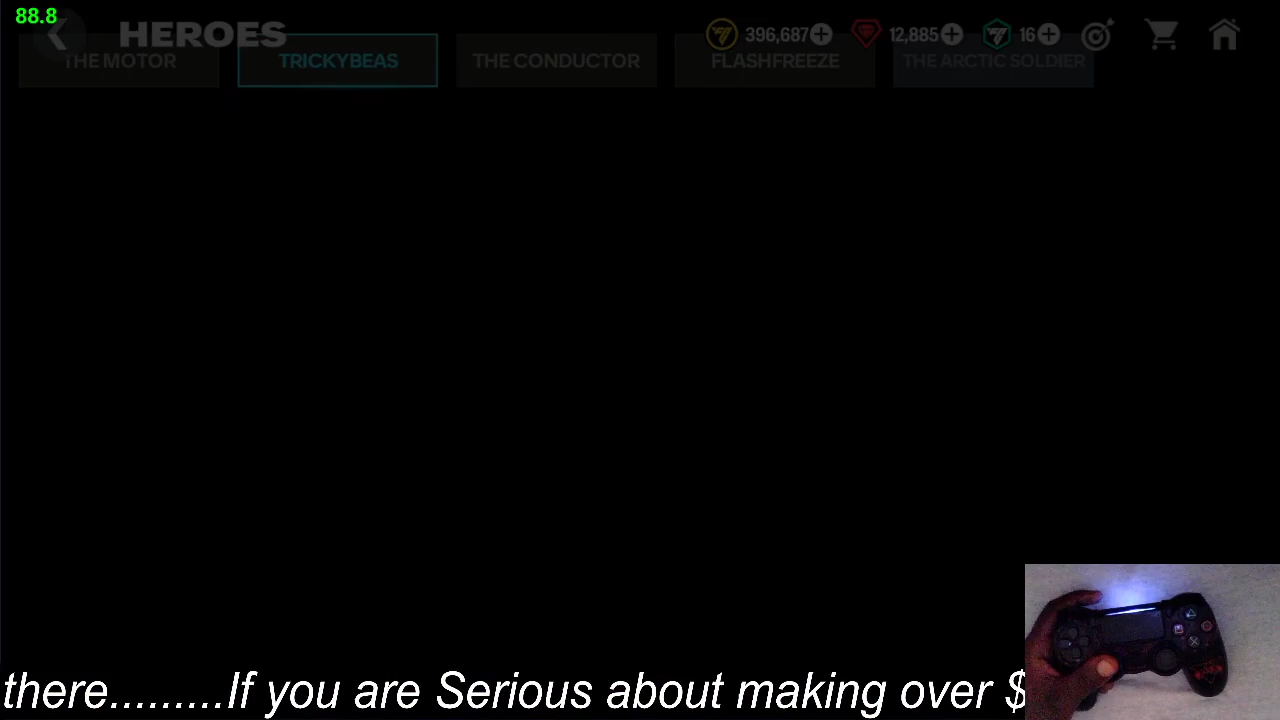 88.8
HEROES 396,687 12,885 16
THE MOTOR TRICKYBEAS THE CONDUCTOR FLASHFREEZE THE ARCTIC SOLDIER
there.........If you are Serious about making over $